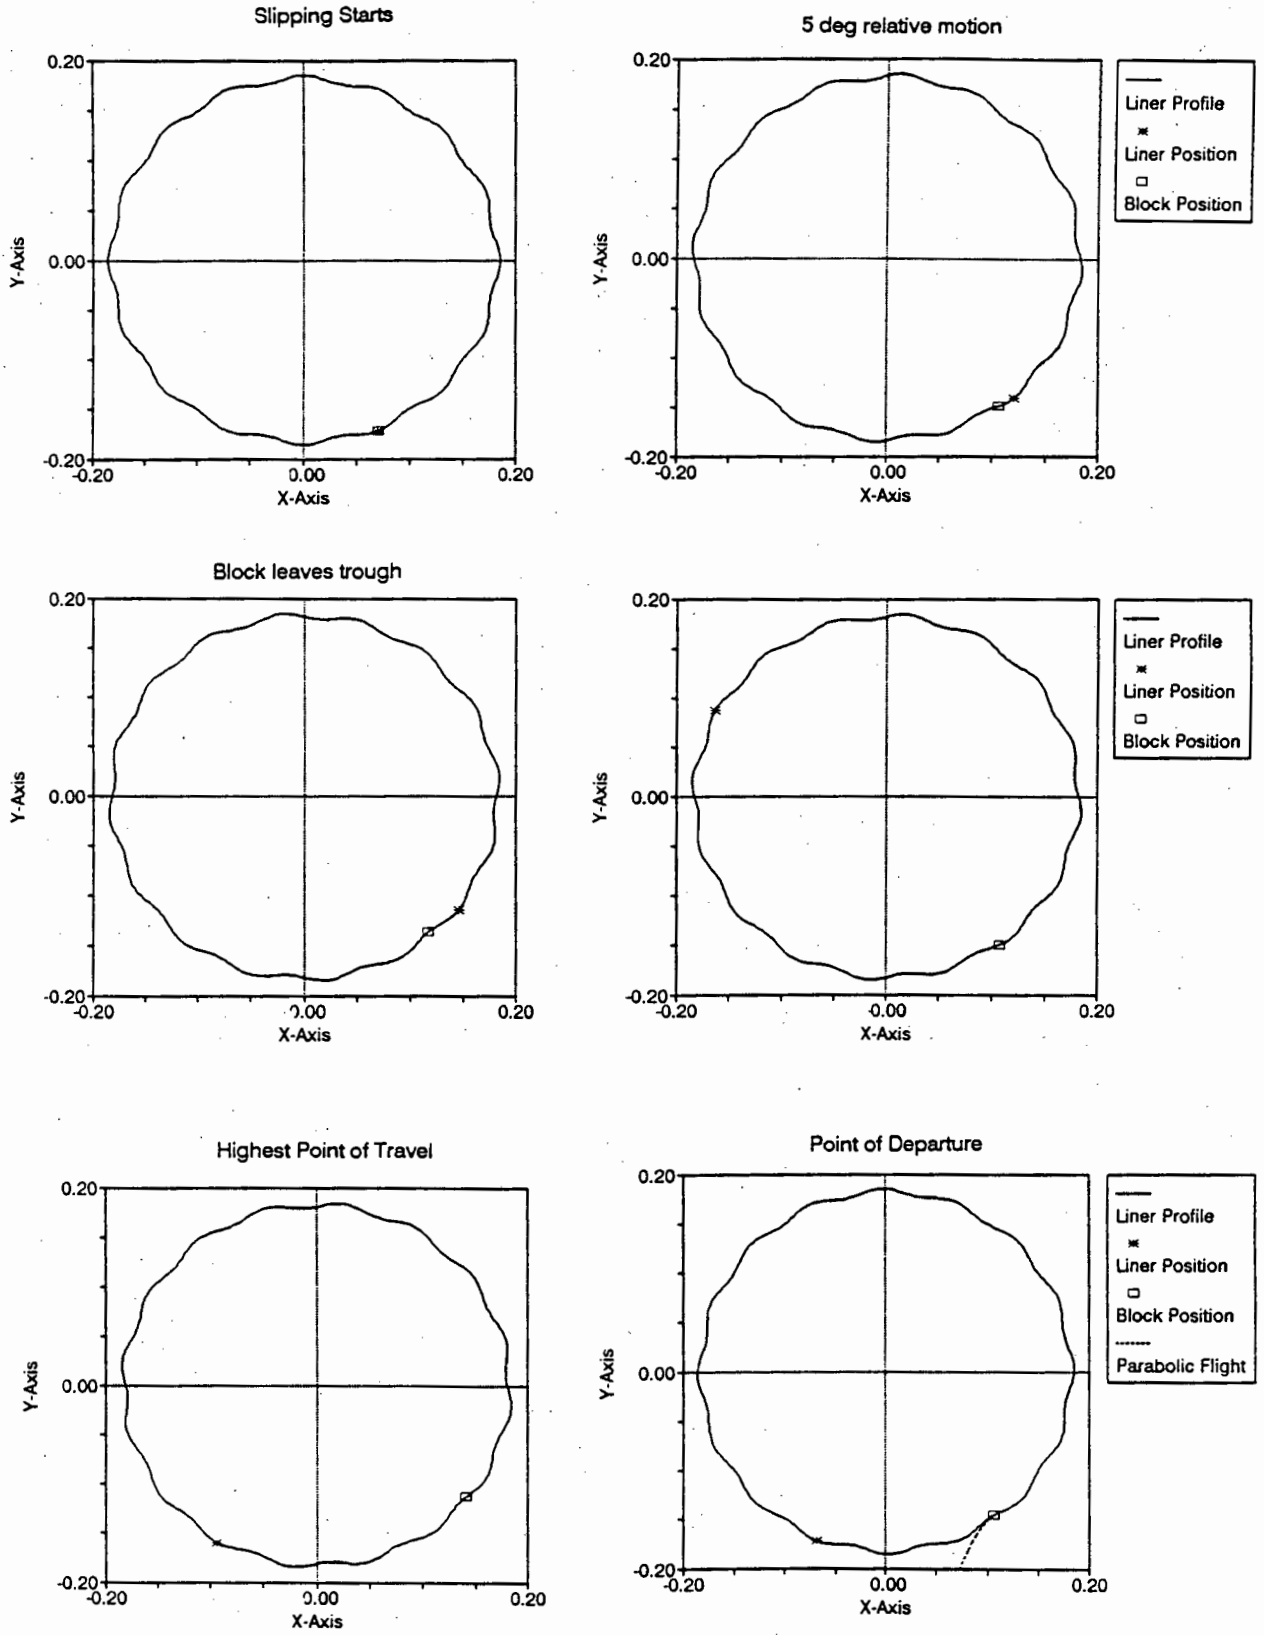 Slipping Starts
0.20
0.00
-0.20
Y-Axis
-0.20
0.00
0.20
X-Axis
5 deg relative motion
0.20
0.00
-0.20
Y-Axis
-0.20
0.00
0.20
X-Axis
Liner Profile
Liner Position
Block Position
Block leaves trough
0.20
0.00
-0.20
Y-Axis
-0.20
0.00
0.20
X-Axis
0.20
0.00
-0.20
Y-Axis
-0.20
0.00
0.20
X-Axis
Liner Profile
Liner Position
Block Position
Highest Point of Travel
0.20
0.00
-0.20
Y-Axis
-0.20
0.00
0.20
X-Axis
Point of Departure
0.20
0.00
-0.20
Y-Axis
-0.20
0.00
0.20
X-Axis
Liner Profile
Liner Position
Block Position
Parabolic Flight